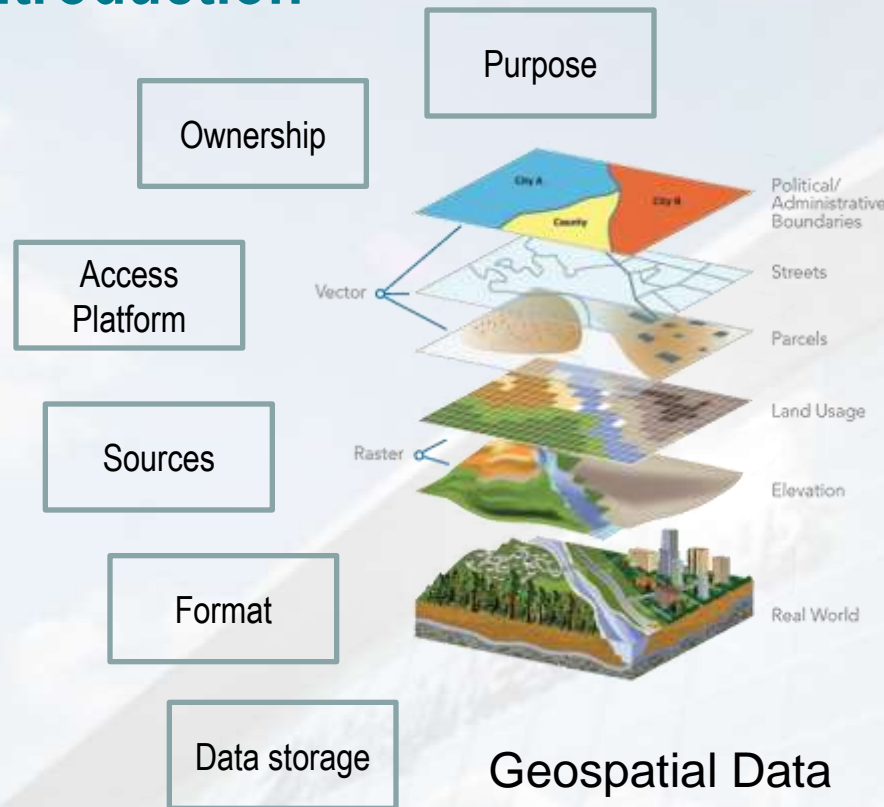 Purpose
Ownership
Access
Platform
Sources
Format
Data storage
City A
City B
County
Vector
Raster
Political/
Administrative
Boundaries
Streets
Parcels
Land Usage
Elevation
Real World
Geospatial Data